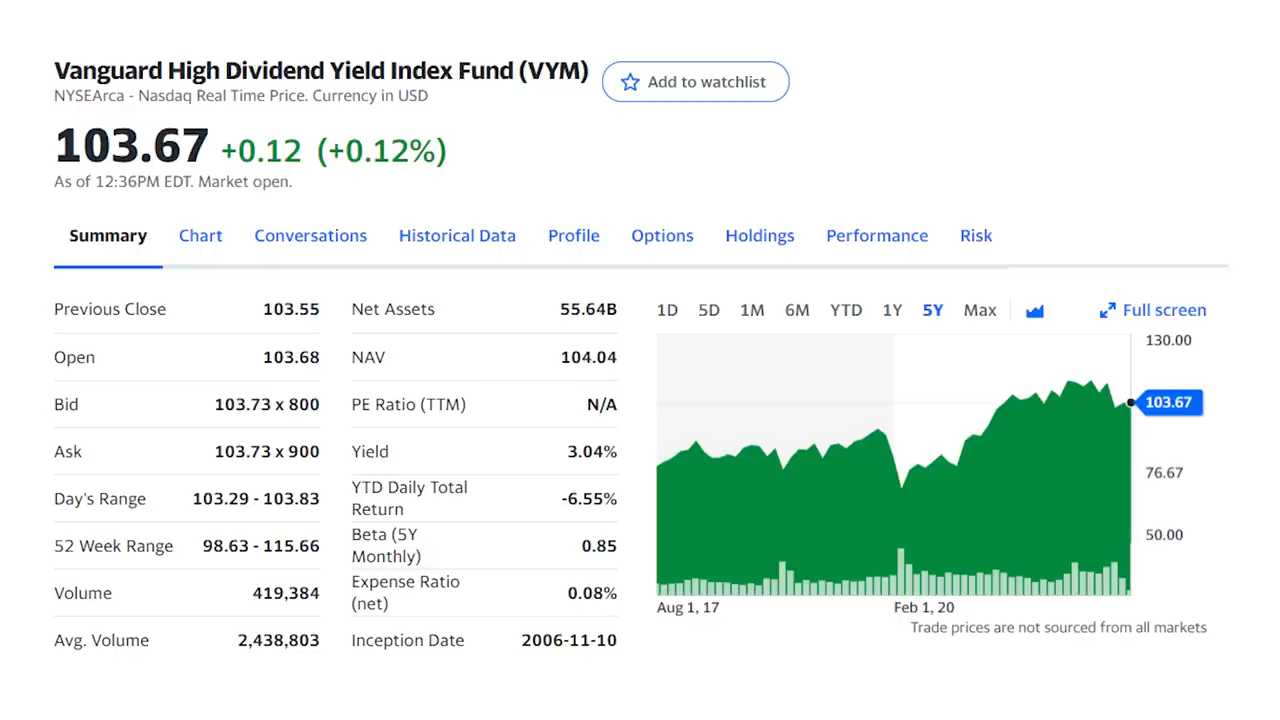 Vanguard High Dividend Yield Index Fund (VYM)
Add to watchlist
NYSEArca - Nasdaq Real Time Price. Currency in USD
103.67 +0.12 (+0.12%)
As of 12:36PM EDT. Market open.
Summary Chart Conversations Historical Data Profile Options Holdings Performance Risk
Previous Close 103.55
Open 103.68
Bid 103.73 x 800
Ask 103.73 x 900
Day's Range 103.29 - 103.83
52 Week Range 98.63 - 115.66
Volume 419,384
Avg. Volume 2,438,803
Net Assets 55.64B
NAV 104.04
PE Ratio (TTM) N/A
Yield 3.04%
YTD Daily Total
Return -6.55%
Beta (5Y
Monthly) 0.85
Expense Ratio
(net) 0.08%
Inception Date 2006-11-10
1D 5D 1M 6M YTD 1Y 5Y Max Full screen
130.00
103.67
76.67
50.00
Aug 1, 17 Feb 1, 20
Trade prices are not sourced from all markets